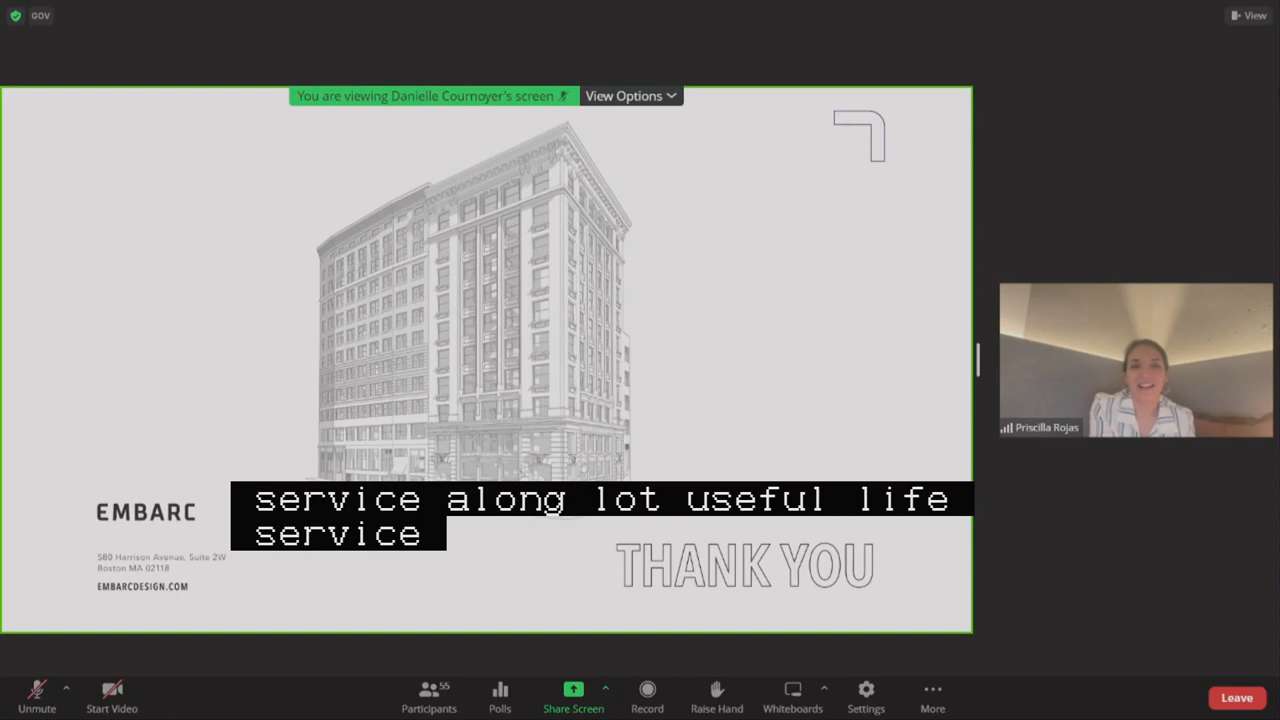 GOV
View
You are viewing Danielle Cournoyer's screen
View Options
Priscilla Rojas
EMBARC
service along lot useful life
service
580 Harrison Avenue, Suite 2W
Boston MA 02118
EMBARCDESIGN.COM
THANK YOU
Unmute
Start Video
Participants
55
Polls
Share Screen
Record
Raise Hand
Whiteboards
Settings
More
Leave